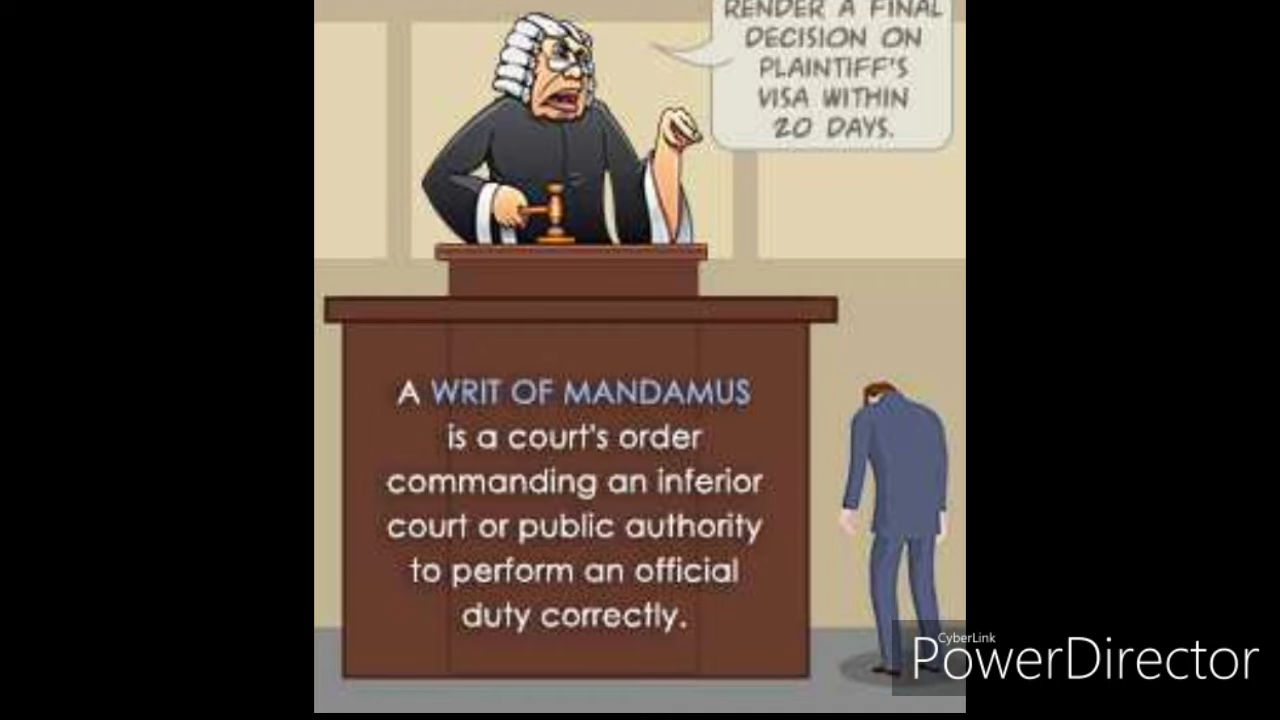 RENDER A FINAL
DECISION ON
PLAINTIFF'S
VISA WITHIN
20 DAYS.
A WRIT OF MANDAMUS
is a court's order
commanding an inferior
court or public authority
to perform an official
duty correctly.
CyberLink
PowerDirector